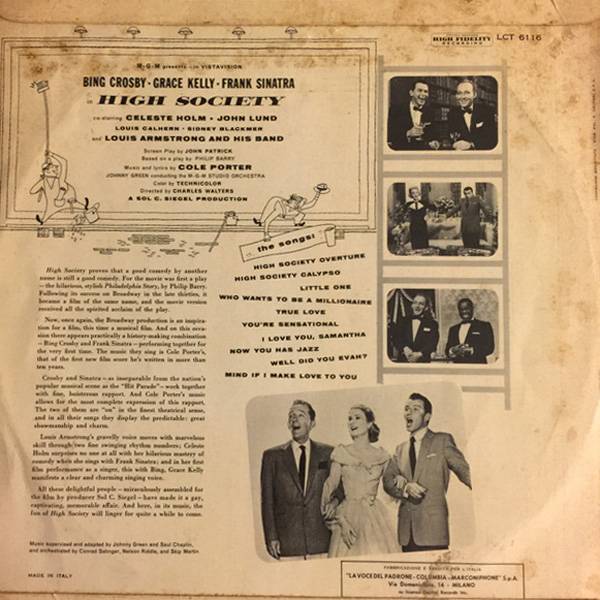 HIGH FIDELITY
RECORDING
LCT 6116
M-G-M presents - in VISTAVISION
BING CROSBY • GRACE KELLY • FRANK SINATRA
in HIGH SOCIETY
co-starring CELESTE HOLM • JOHN LUND
LOUIS CALHERN • SIDNEY BLACKMER
and LOUIS ARMSTRONG AND HIS BAND
Screen Play by JOHN PATRICK
Based on a play by PHILIP BARRY
Music and lyrics by COLE PORTER
JOHNNY GREEN conducting the M-G-M STUDIO ORCHESTRA
Color by TECHNICOLOR
Directed by CHARLES WALTERS
A SOL C. SIEGEL PRODUCTION
the songs:
HIGH SOCIETY OVERTURE
HIGH SOCIETY CALYPSO
LITTLE ONE
WHO WANTS TO BE A MILLIONAIRE
TRUE LOVE
YOU'RE SENSATIONAL
I LOVE YOU, SAMANTHA
NOW YOU HAS JAZZ
WELL DID YOU EVAH?
MIND IF I MAKE LOVE TO YOU
High Society proves that a good comedy by another
name is still a good comedy. For the movie was first a play
— the hilarious, stylish Philadelphia Story, by Philip Barry.
Following its success on Broadway in the late thirties, it
became a film of the same name, and the movie version
received all the spirited acclaim of the play.
Now, once again, the Broadway production is an inspira-
tion for a film, this time a musical film. And on this occa-
sion there appears practically a history-making combination
— Bing Crosby and Frank Sinatra — performing together for
the very first time. The music they sing is Cole Porter's,
that of the first new film score he's written in more than
ten years.
Crosby and Sinatra — as inseparable from the nation's
popular musical scene as the "Hit Parade" — work together
with fine, boisterous rapport. And Cole Porter's music
allows for the most complete expression of this rapport.
The two of them are "on" in the finest theatrical sense,
and in all their songs they display the predictable: great
showmanship and charm.
Louis Armstrong's gravelly voice moves with marvelous
skill through two fine swinging rhythm numbers; Celeste
Holm surprises no one at all with her hilarious mastery of
comedy when she sings with Frank Sinatra; and in her first
film performance as a singer, this with Bing, Grace Kelly
manifests a clear and charming singing voice.
All these delightful people — miraculously assembled for
the film by producer Sol C. Siegel — have made it a gay,
captivating, memorable affair. And here, in its music, the
fun of High Society will linger for quite a while to come.
Music supervised and adapted by Johnny Green and Saul Chaplin,
and orchestrated by Conrad Salinger, Nelson Riddle, and Skip Martin.
MADE IN ITALY
FABBRICAZIONE E VENDITA PER L'ITALIA
"LA VOCE DEL PADRONE - COLUMBIA - MARCONIPHONE" S.p.A.
Via Domenichino, 14 - MILANO
Capitol Records Inc.